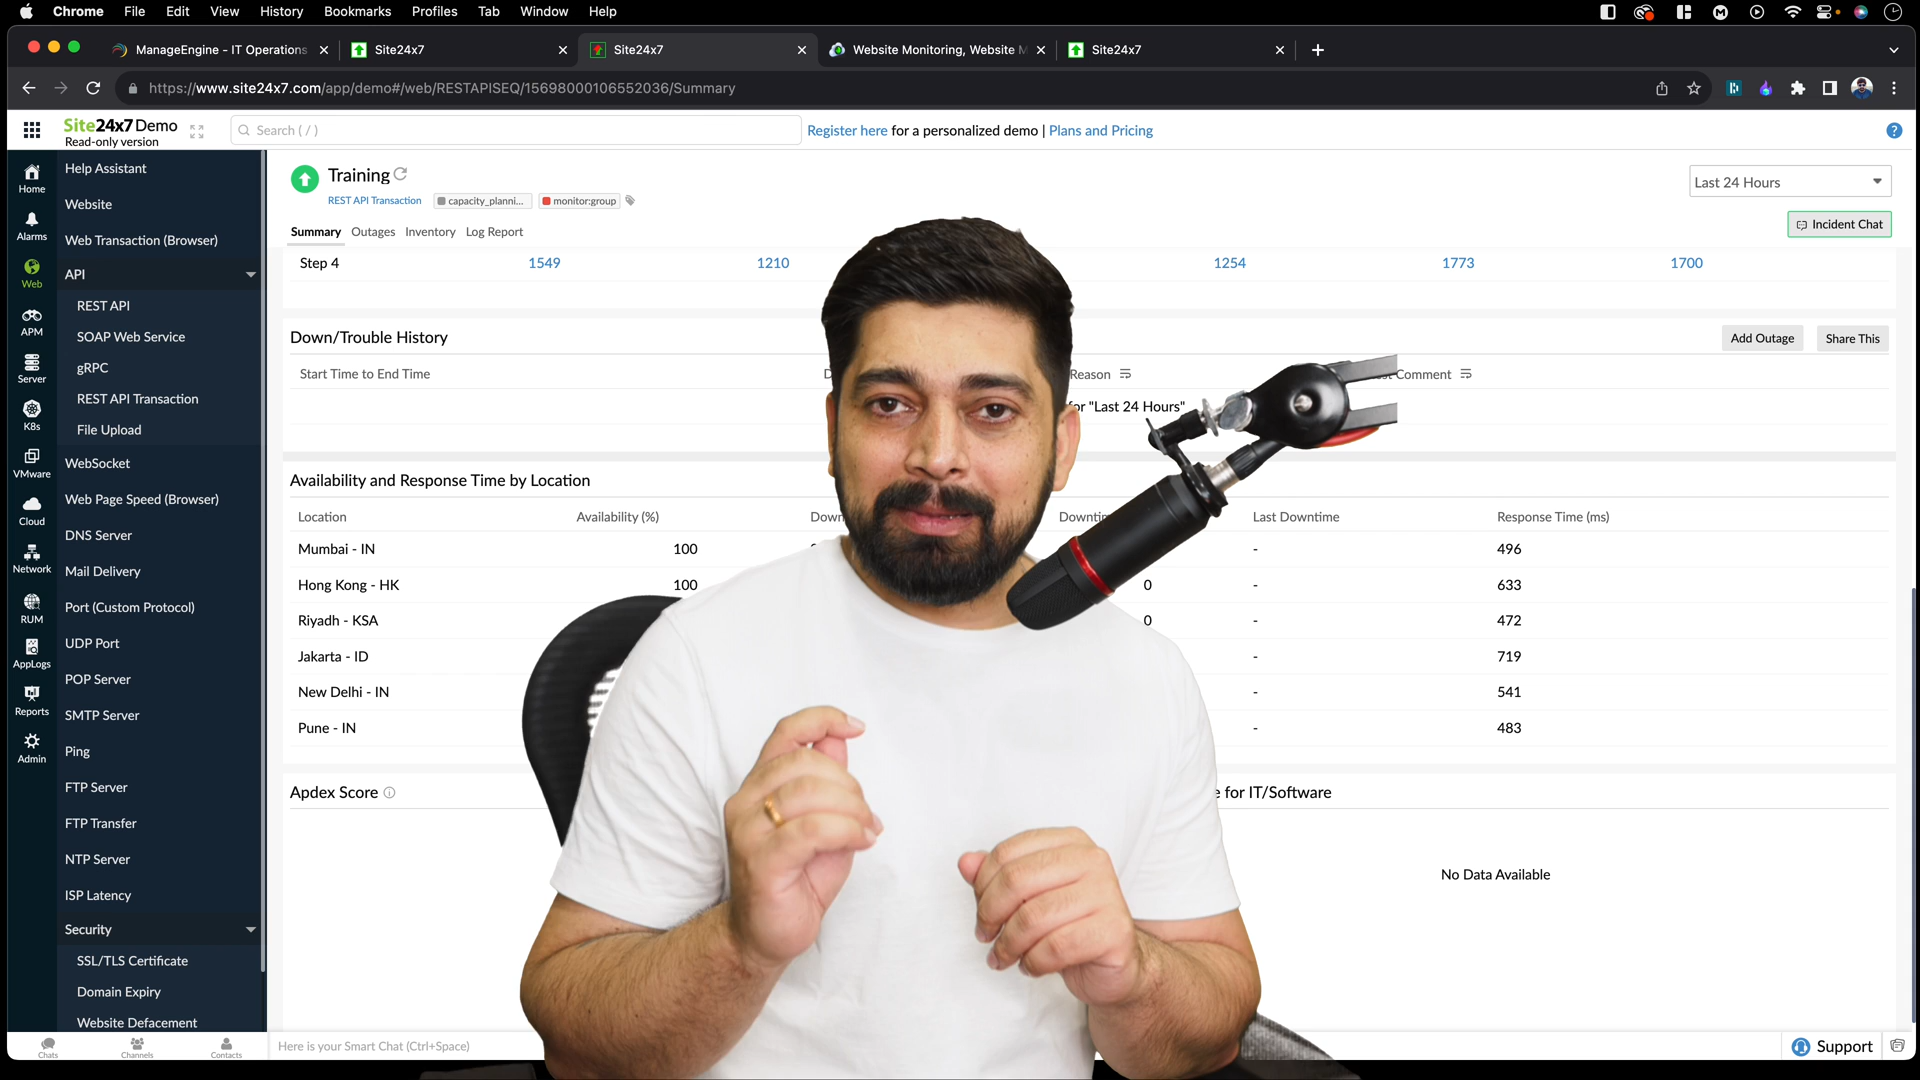 Chrome File Edit View History Bookmarks Profiles Tab Window Help
ManageEngine - IT Operations Site24x7 Site24x7 Website Monitoring, Website M Site24x7
https://www.site24x7.com/app/demo#/web/RESTAPISEQ/15698000106552036/Summary
Site24x7 Demo
Read-only version
Search ( / )
Register here for a personalized demo | Plans and Pricing
Home
Alarms
Web
APM
Server
K8s
VMware
Cloud
Network
RUM
AppLogs
Reports
Admin
Help Assistant
Website
Web Transaction (Browser)
API
REST API
SOAP Web Service
gRPC
REST API Transaction
File Upload
WebSocket
Web Page Speed (Browser)
DNS Server
Mail Delivery
Port (Custom Protocol)
UDP Port
POP Server
SMTP Server
Ping
FTP Server
FTP Transfer
NTP Server
ISP Latency
Security
SSL/TLS Certificate
Domain Expiry
Website Defacement
Chats Channels Contacts
Training
REST API Transaction capacity_planni... monitor:group
Last 24 Hours
Incident Chat
Summary Outages Inventory Log Report
Step 4 1549 1210 1254 1773 1700
Down/Trouble History Add Outage Share This
Start Time to End Time Reason Comment
for "Last 24 Hours"
Availability and Response Time by Location
Location Availability (%) Last Downtime Response Time (ms)
Mumbai - IN 100 - 496
Hong Kong - HK 100 0 - 633
Riyadh - KSA 0 - 472
Jakarta - ID - 719
New Delhi - IN - 541
Pune - IN - 483
Apdex Score for IT/Software
No Data Available
Here is your Smart Chat (Ctrl+Space)
Support